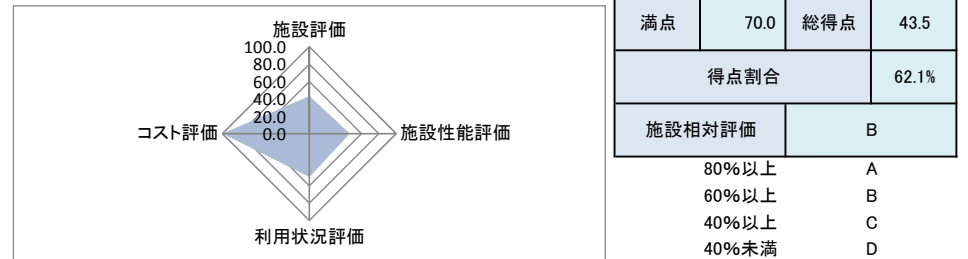 施設評価
100.0
80.0
60.0
40.0
20.0
0.0
コスト評価
施設性能評価
利用状況評価
満点 70.0 総得点 43.5
得点割合 62.1%
施設相対評価 B
80%以上 A
60%以上 B
40%以上 C
40%未満 D